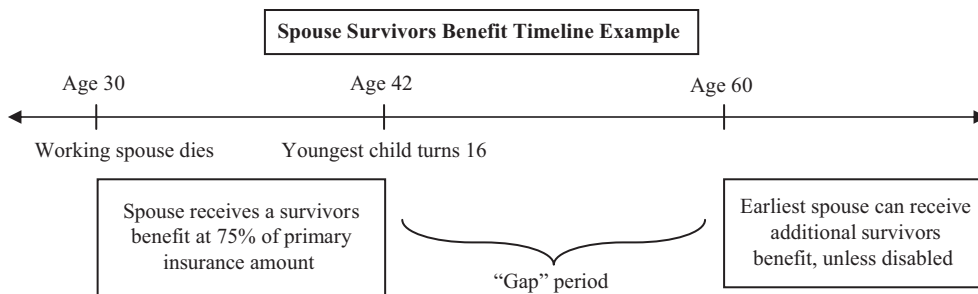 Spouse Survivors Benefit Timeline Example
Age 30
Age 42
Age 60
Working spouse dies
Youngest child turns 16
Spouse receives a survivors
benefit at 75% of primary
insurance amount
“Gap” period
Earliest spouse can receive
additional survivors
benefit, unless disabled